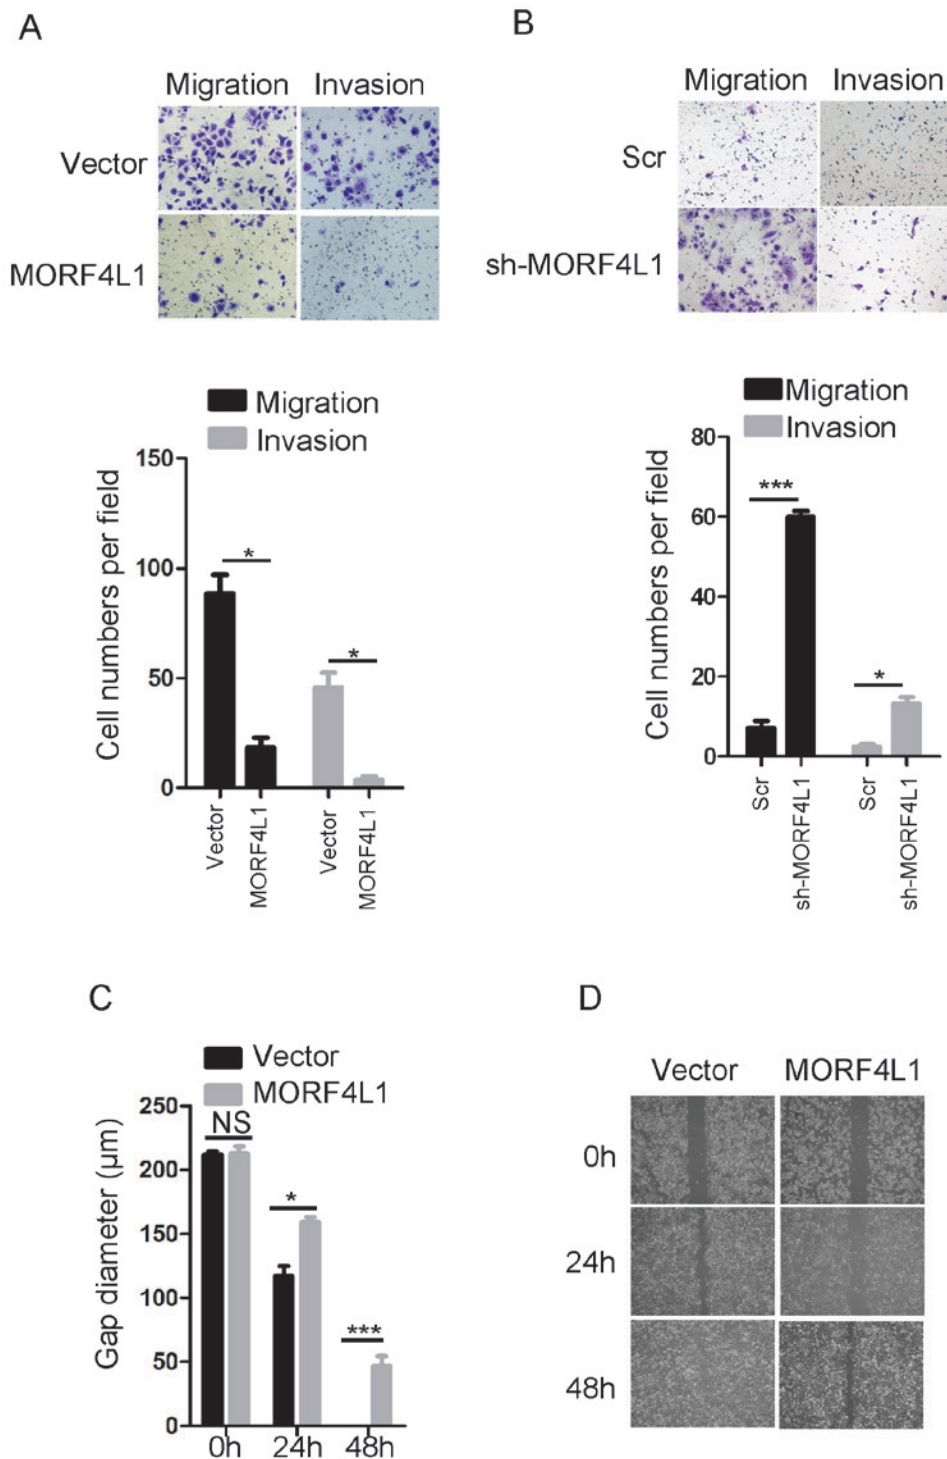 A
Migration Invasion
Vector
MORF4L1
Migration
Invasion
Cell numbers per field
150
100
50
0
*
*
Vector
MORF4L1
Vector
MORF4L1
B
Migration Invasion
Scr
sh-MORF4L1
Migration
Invasion
Cell numbers per field
80
60
40
20
0
***
*
Scr
sh-MORF4L1
Scr
sh-MORF4L1
C
Vector
MORF4L1
Gap diameter (μm)
250
200
150
100
50
0
NS
*
***
0h 24h 48h
D
Vector MORF4L1
0h
24h
48h